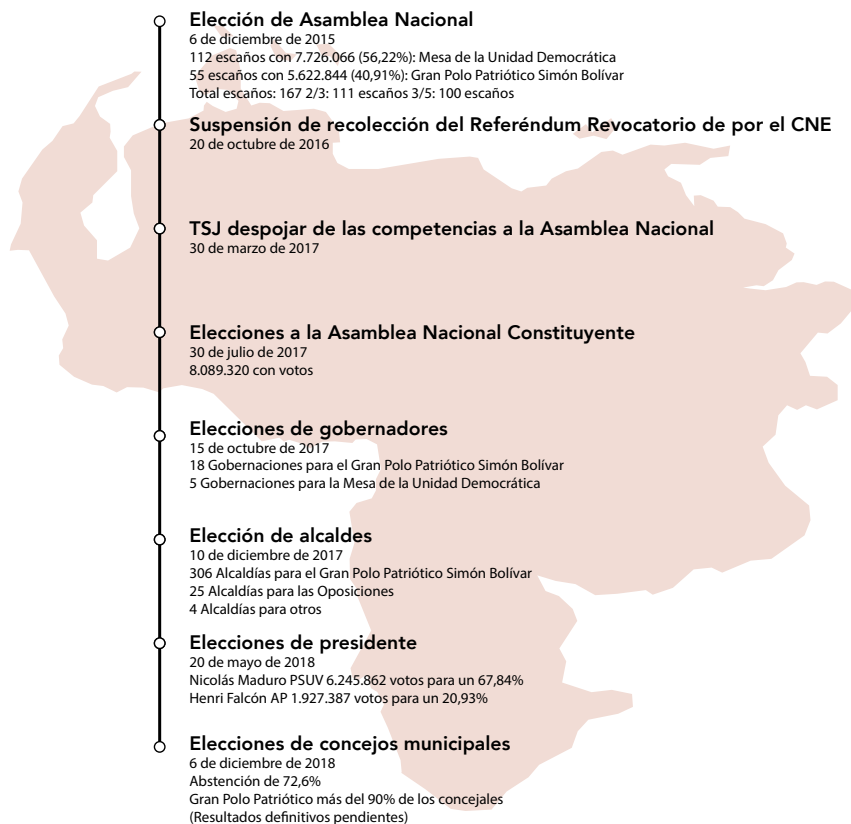 Elección de Asamblea Nacional
6 de diciembre de 2015
112 escaños con 7.726.066 (56,22%): Mesa de la Unidad Democrática
55 escaños con 5.622.844 (40,91%): Gran Polo Patriótico Simón Bolívar
Total escaños: 167 2/3: 111 escaños 3/5: 100 escaños
Suspensión de recolección del Referéndum Revocatorio de por el CNE
20 de octubre de 2016
TSJ despojar de las competencias a la Asamblea Nacional
30 de marzo de 2017
Elecciones a la Asamblea Nacional Constituyente
30 de julio de 2017
8.089.320 con votos
Elecciones de gobernadores
15 de octubre de 2017
18 Gobernaciones para el Gran Polo Patriótico Simón Bolívar
5 Gobernaciones para la Mesa de la Unidad Democrática
Elección de alcaldes
10 de diciembre de 2017
306 Alcaldías para el Gran Polo Patriótico Simón Bolívar
25 Alcaldías para las Oposiciones
4 Alcaldías para otros
Elecciones de presidente
20 de mayo de 2018
Nicolás Maduro PSUV 6.245.862 votos para un 67,84%
Henri Falcón AP 1.927.387 votos para un 20,93%
Elecciones de concejos municipales
6 de diciembre de 2018
Abstención de 72,6%
Gran Polo Patriótico más del 90% de los concejales
(Resultados definitivos pendientes)